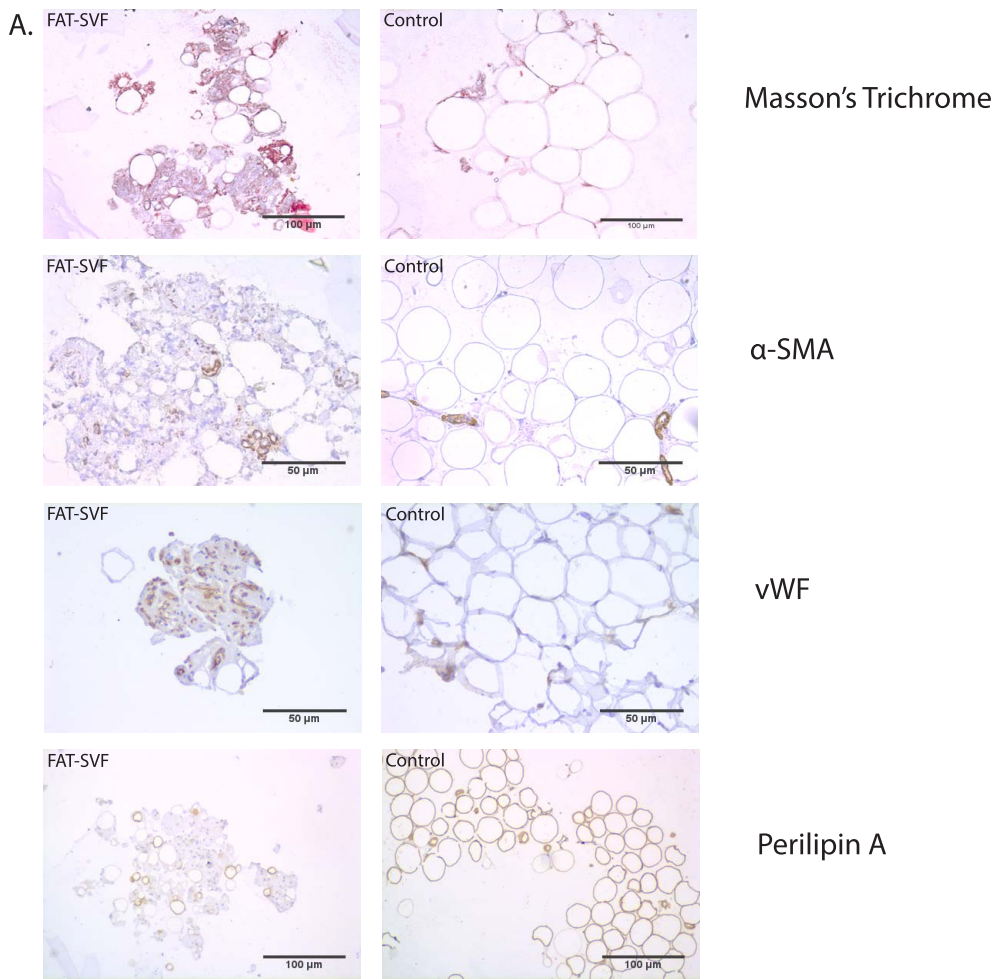 A.
FAT-SVF
Control
Masson's Trichrome
100 µm
100 µm
FAT-SVF
Control
α-SMA
50 µm
50 µm
FAT-SVF
Control
vWF
50 µm
50 µm
FAT-SVF
Control
Perilipin A
100 µm
100 µm